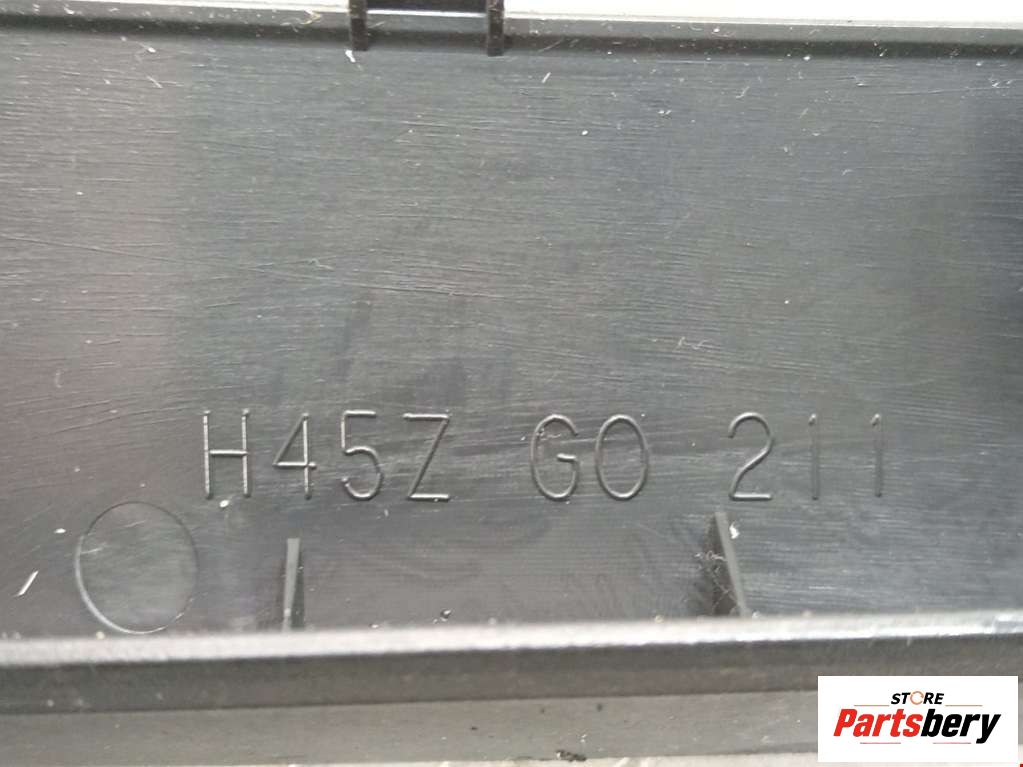 H45Z G0 211
STORE
Partsbery